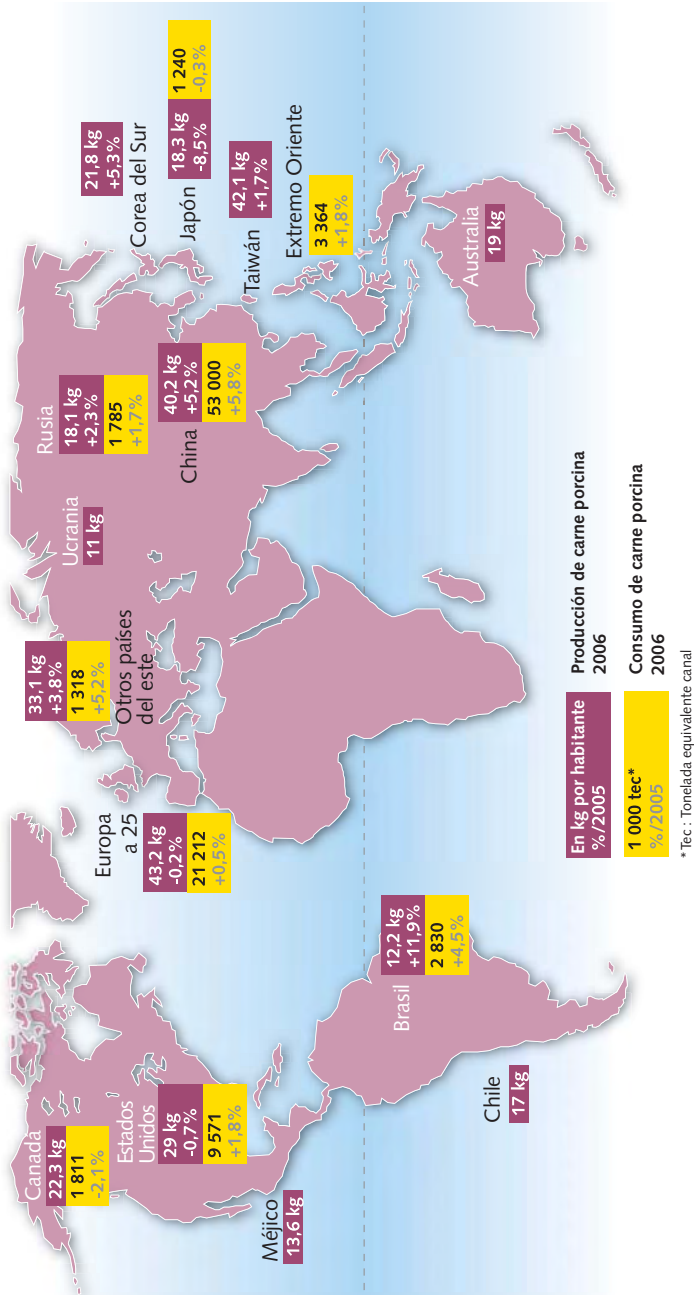 Canadá
22,3 kg
1 811
-2,1%
Estados
Unidos
29 kg
-0,7%
9 571
+1,8%
Méjico
13,6 kg
Europa
a 25
43,2 kg
-0,2%
21 212
+0,5%
33,1 kg
+3,8%
1 318
+5,2%
Otros países
del este
Ucrania
11 kg
Rusia
18,1 kg
+2,3%
1 785
+1,7%
China
40,2 kg
+5,2%
53 000
+5,8%
21,8 kg
+5,3%
Corea del Sur
Japón
18,3 kg
-8,5%
1 240
-0,3%
Taiwán
42,1 kg
+1,7%
Extremo Oriente
3 364
+1,8%
Australia
19 kg
Brasil
12,2 kg
+11,9%
2 830
+4,5%
Chile
17 kg
En kg por habitante
%/2005
Producción de carne porcina
2006
1 000 tec*
%/2005
Consumo de carne porcina
2006
*Tec : Tonelada equivalente canal